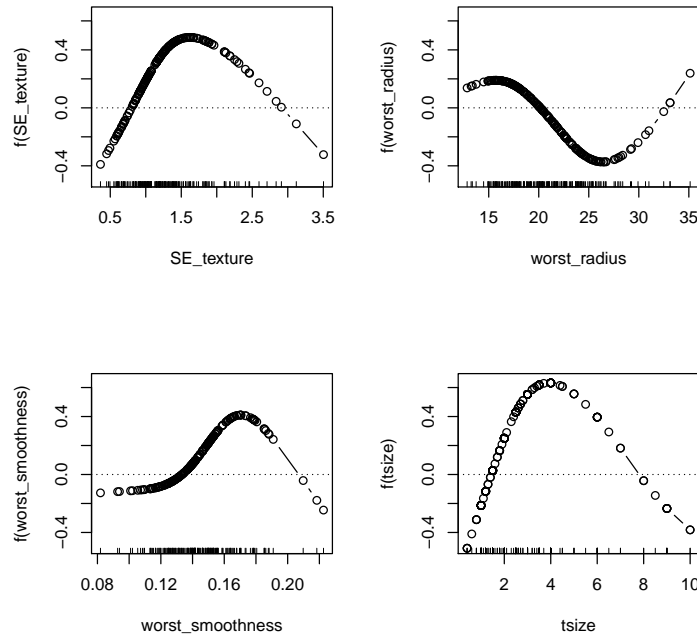 f(SE_texture)
0.4
0.0
−0.4
0.5 1.5 2.5 3.5
SE_texture
f(worst_radius)
0.4
0.0
−0.4
15 20 25 30 35
worst_radius
f(worst_smoothness)
0.4
0.0
−0.4
0.08 0.12 0.16 0.20
worst_smoothness
f(tsize)
0.4
0.0
−0.4
2 4 6 8 10
tsize